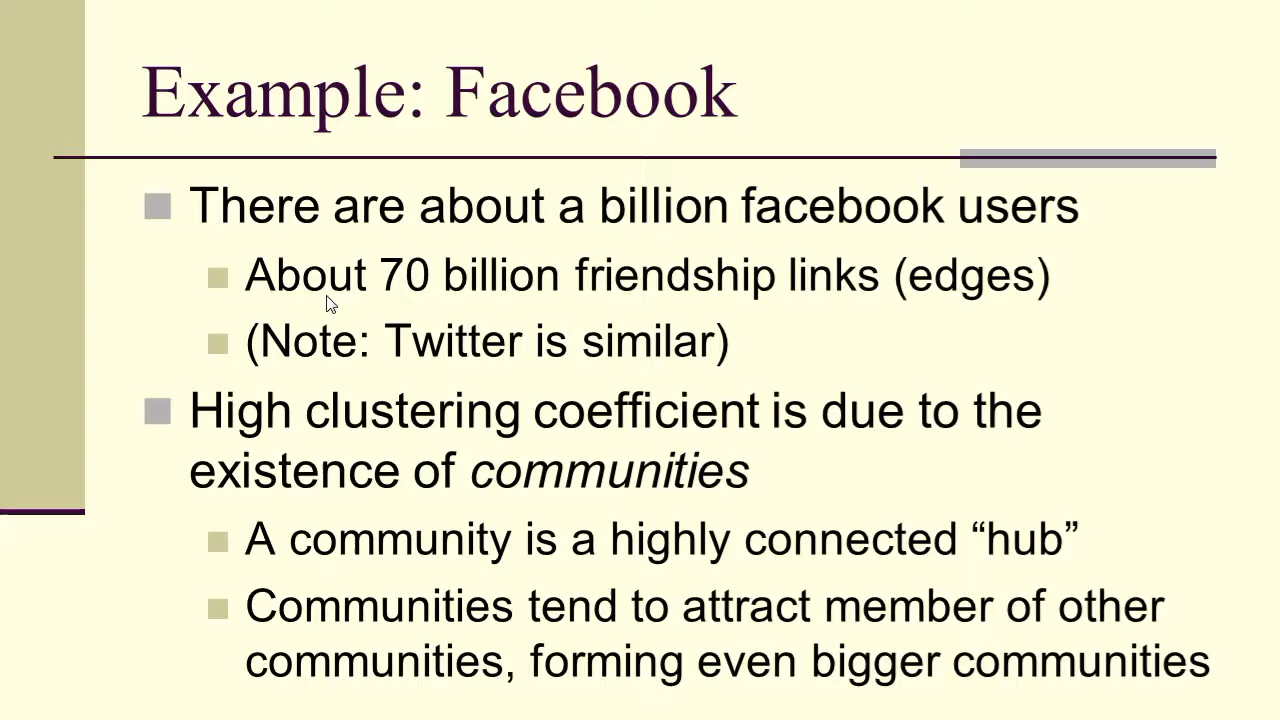 Example: Facebook
There are about a billion facebook users
About 70 billion friendship links (edges)
(Note: Twitter is similar)
High clustering coefficient is due to the
existence of communities
A community is a highly connected “hub”
Communities tend to attract member of other
communities, forming even bigger communities